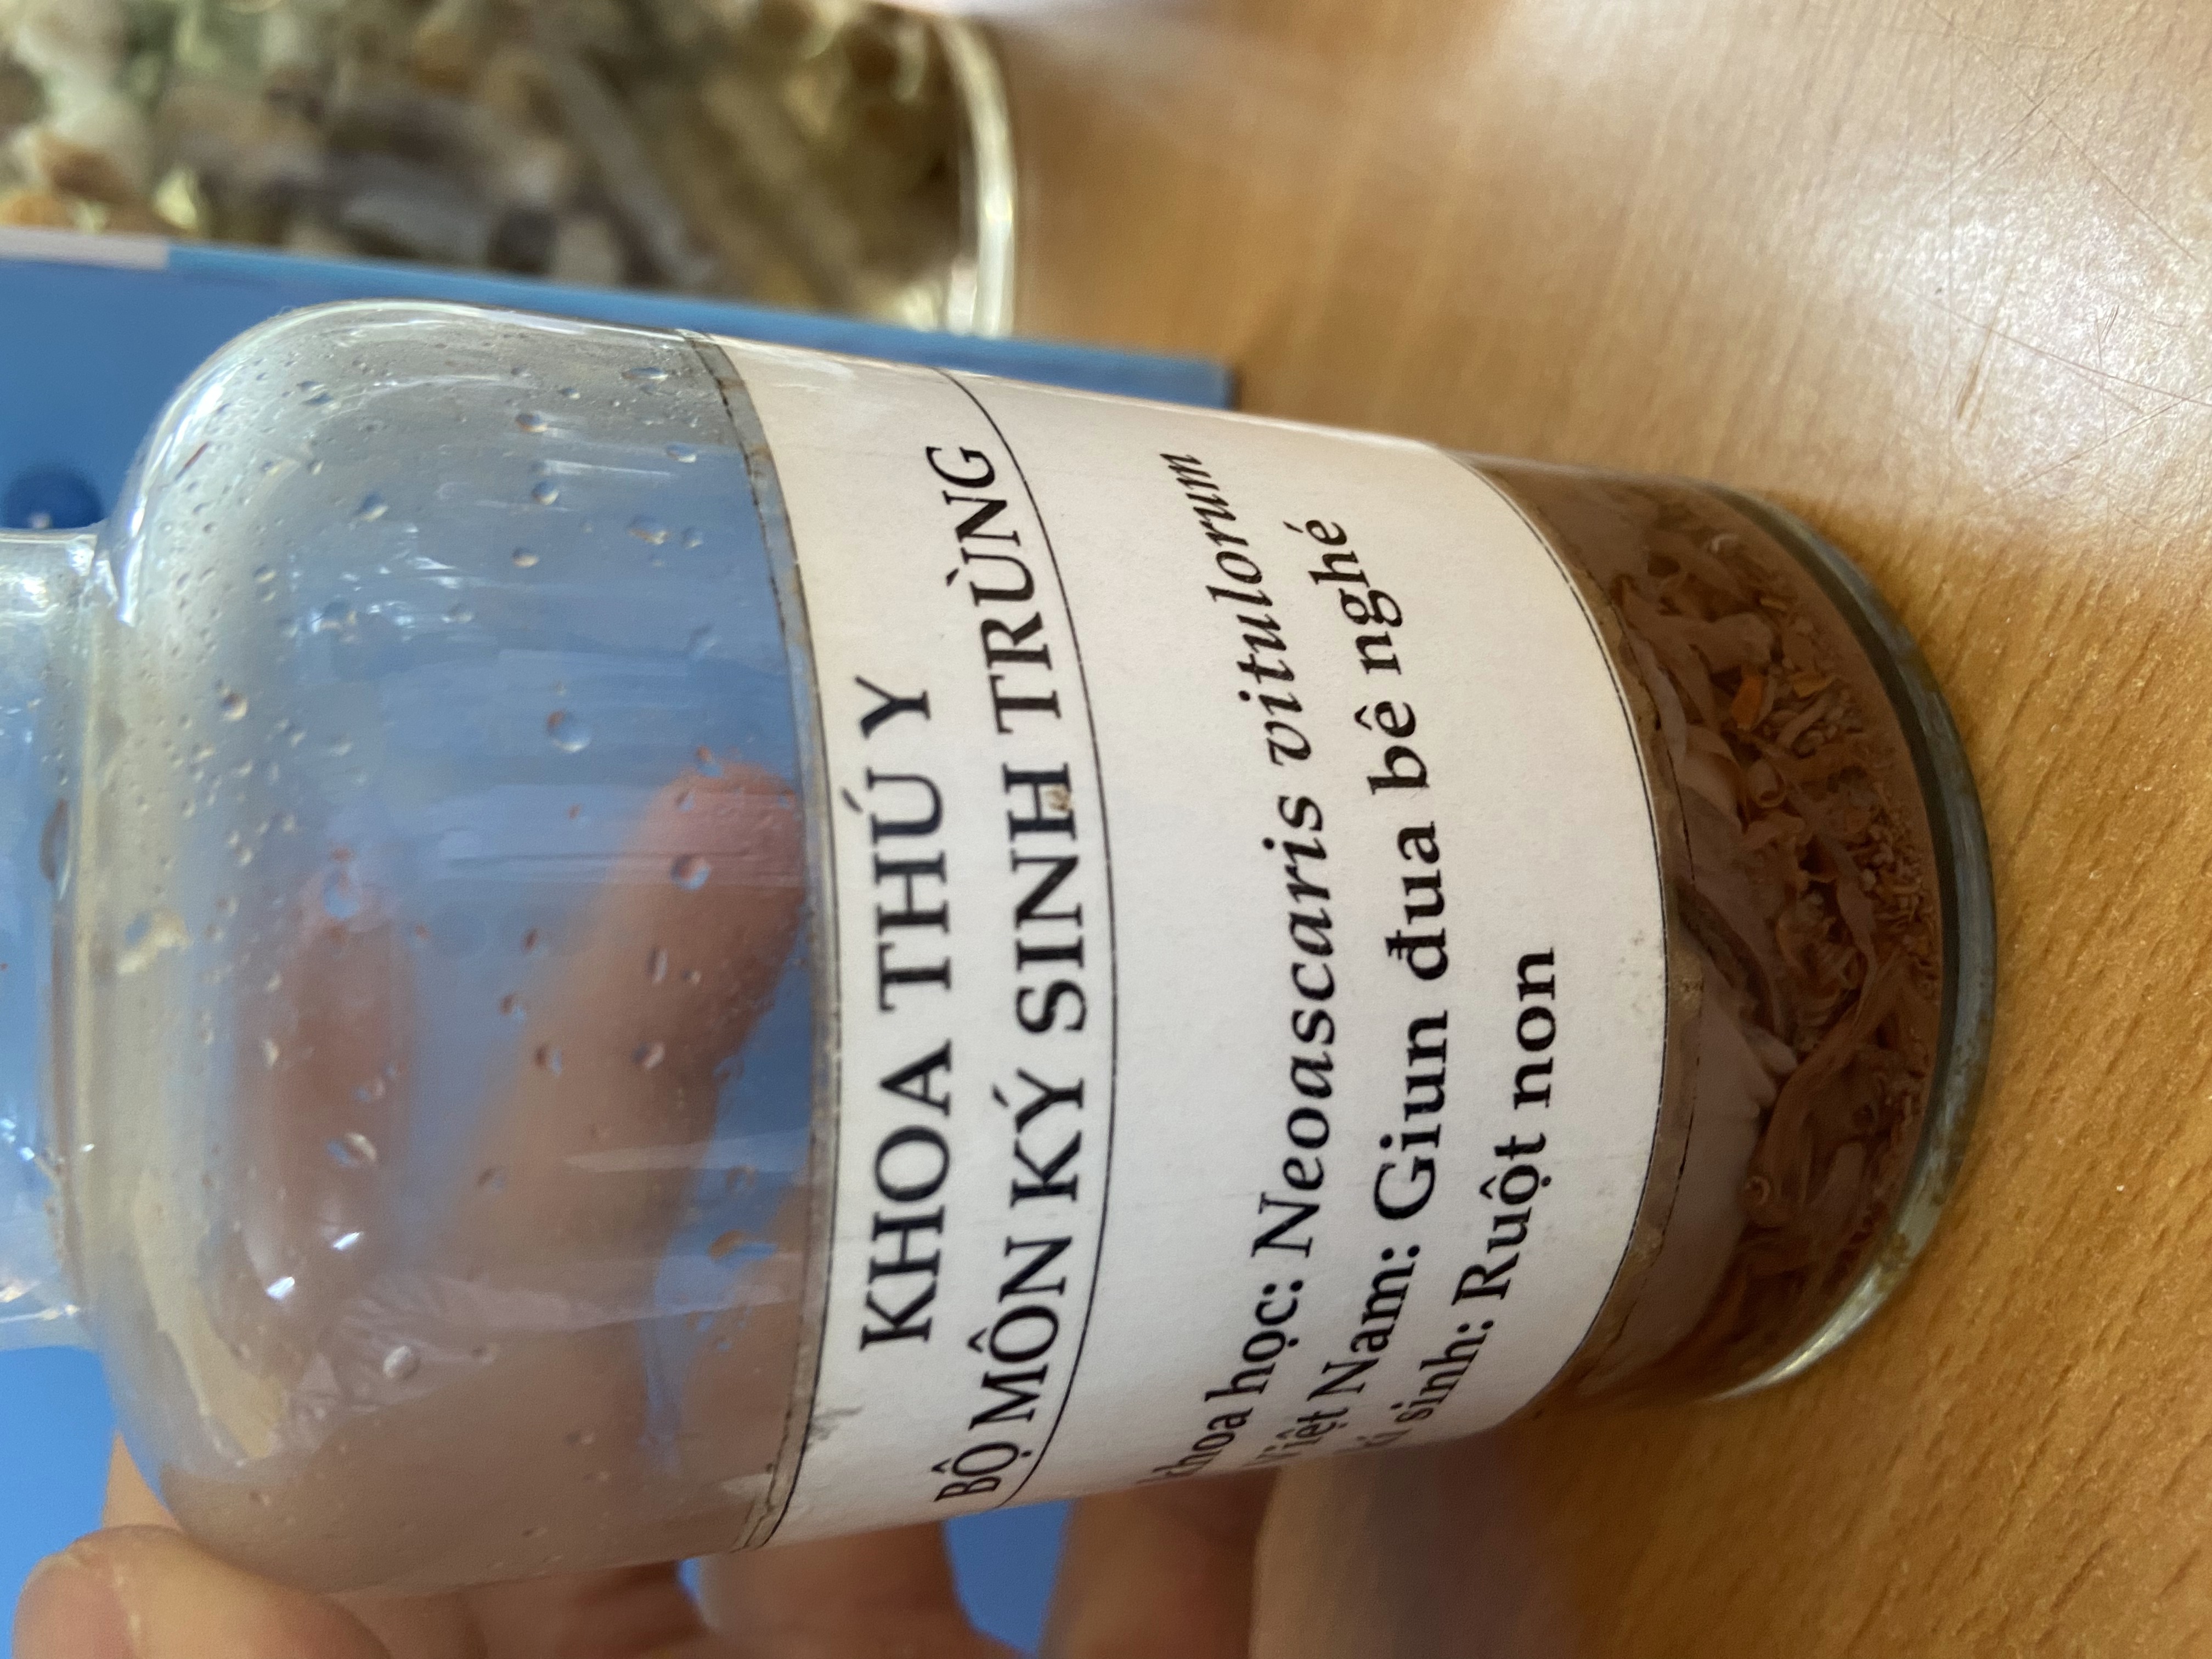 KHOA THÚ Y
BỘ MÔN KÝ SINH TRÙNG
khoa học: Neoascaris vitulorum
Việt Nam: Giun đua bê nghé
sinh: Ruột non